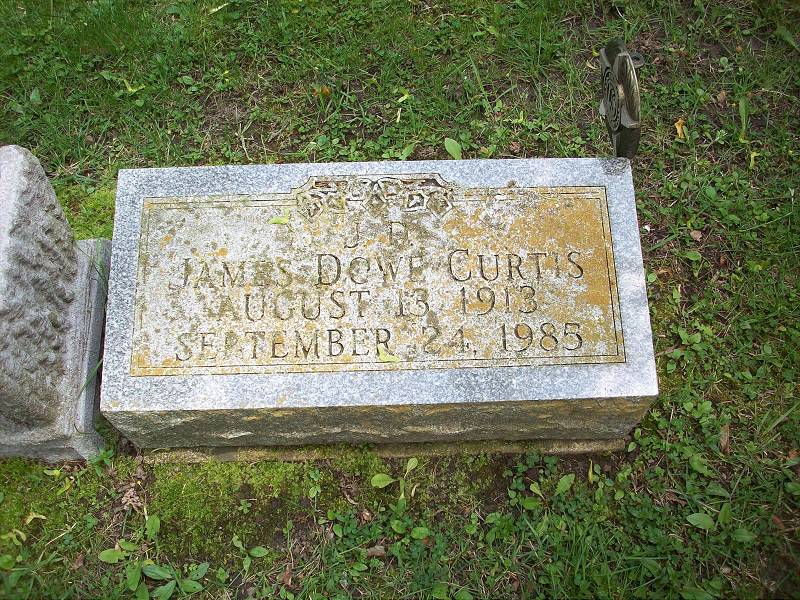 J. D.
JAMES DOWE CURTIS
AUGUST 13, 1913
SEPTEMBER 24, 1985